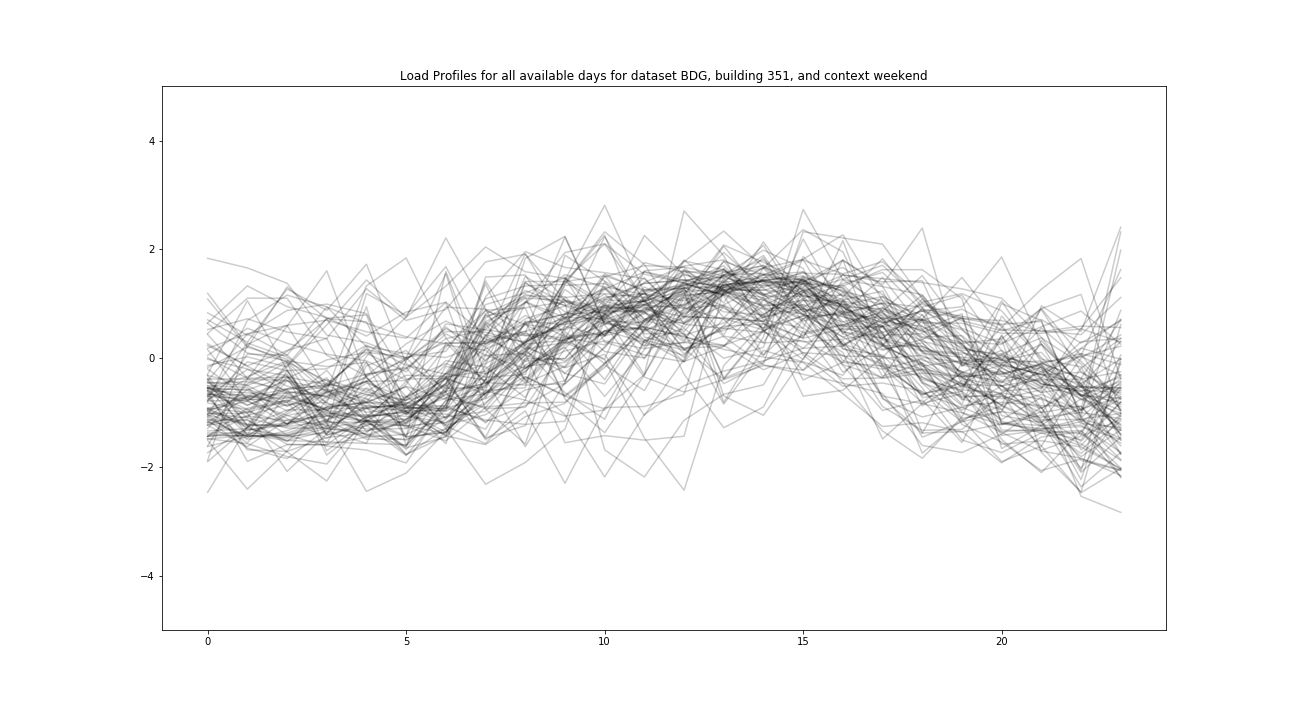 Load Profiles for all available days for dataset BDG, building 351, and context weekend
4
2
0
−2
−4
0 5 10 15 20